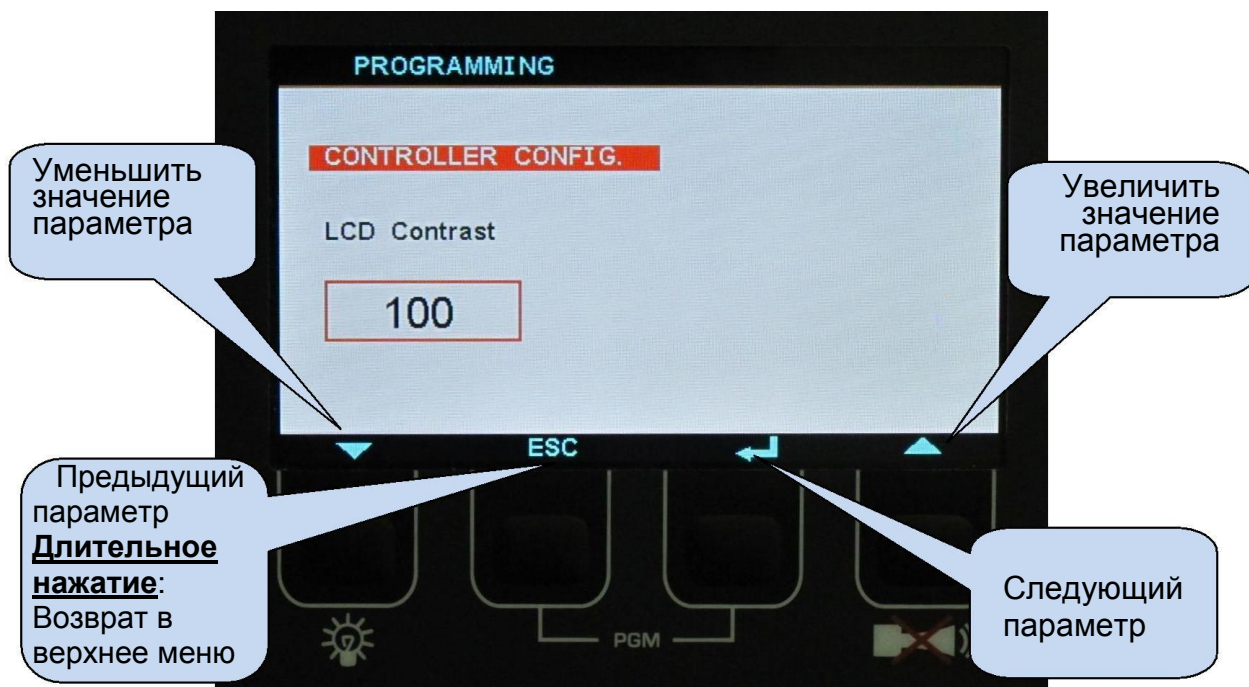 PROGRAMMING
CONTROLLER CONFIG.
Уменьшить
значение
параметра
Увеличить
значение
параметра
LCD Contrast
100
ESC
Предыдущий
параметр
Длительное
нажатие:
Возврат в
верхнее меню
Следующий
параметр
PGM